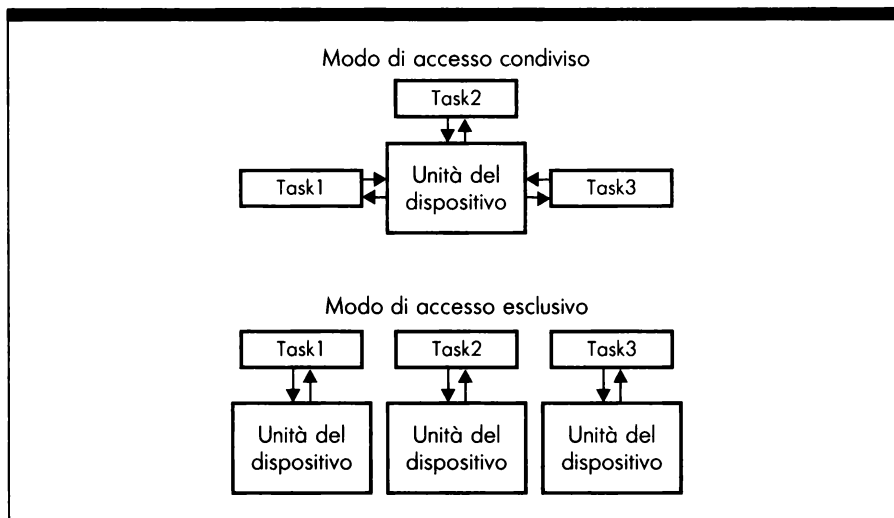 Modo di accesso condiviso
Task2
Task1
Unità del
dispositivo
Task3
Modo di accesso esclusivo
Task1
Task2
Task3
Unità del
dispositivo
Unità del
dispositivo
Unità del
dispositivo